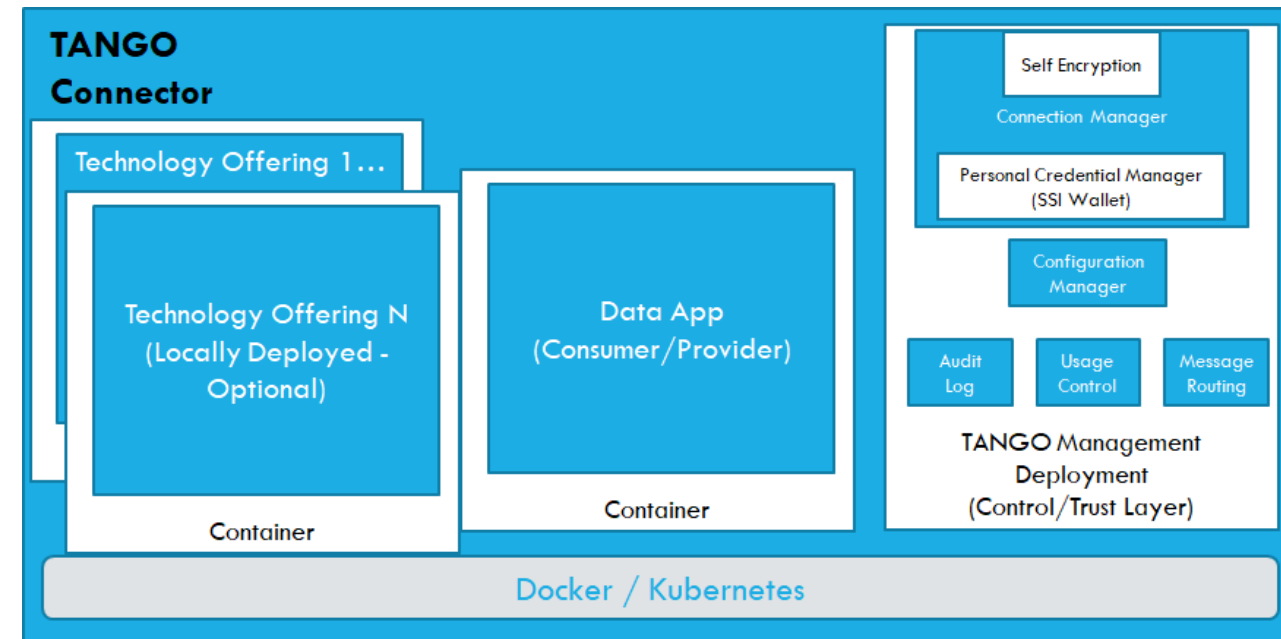 TANGO
Connector
Technology Offering 1...
Technology Offering N
(Locally Deployed -
Optional)
Container
Data App
(Consumer/Provider)
Container
Self Encryption
Connection Manager
Personal Credential Manager
(SSI Wallet)
Configuration
Manager
Audit
Log
Usage
Control
Message
Routing
TANGO Management
Deployment
(Control/Trust Layer)
Docker / Kubernetes